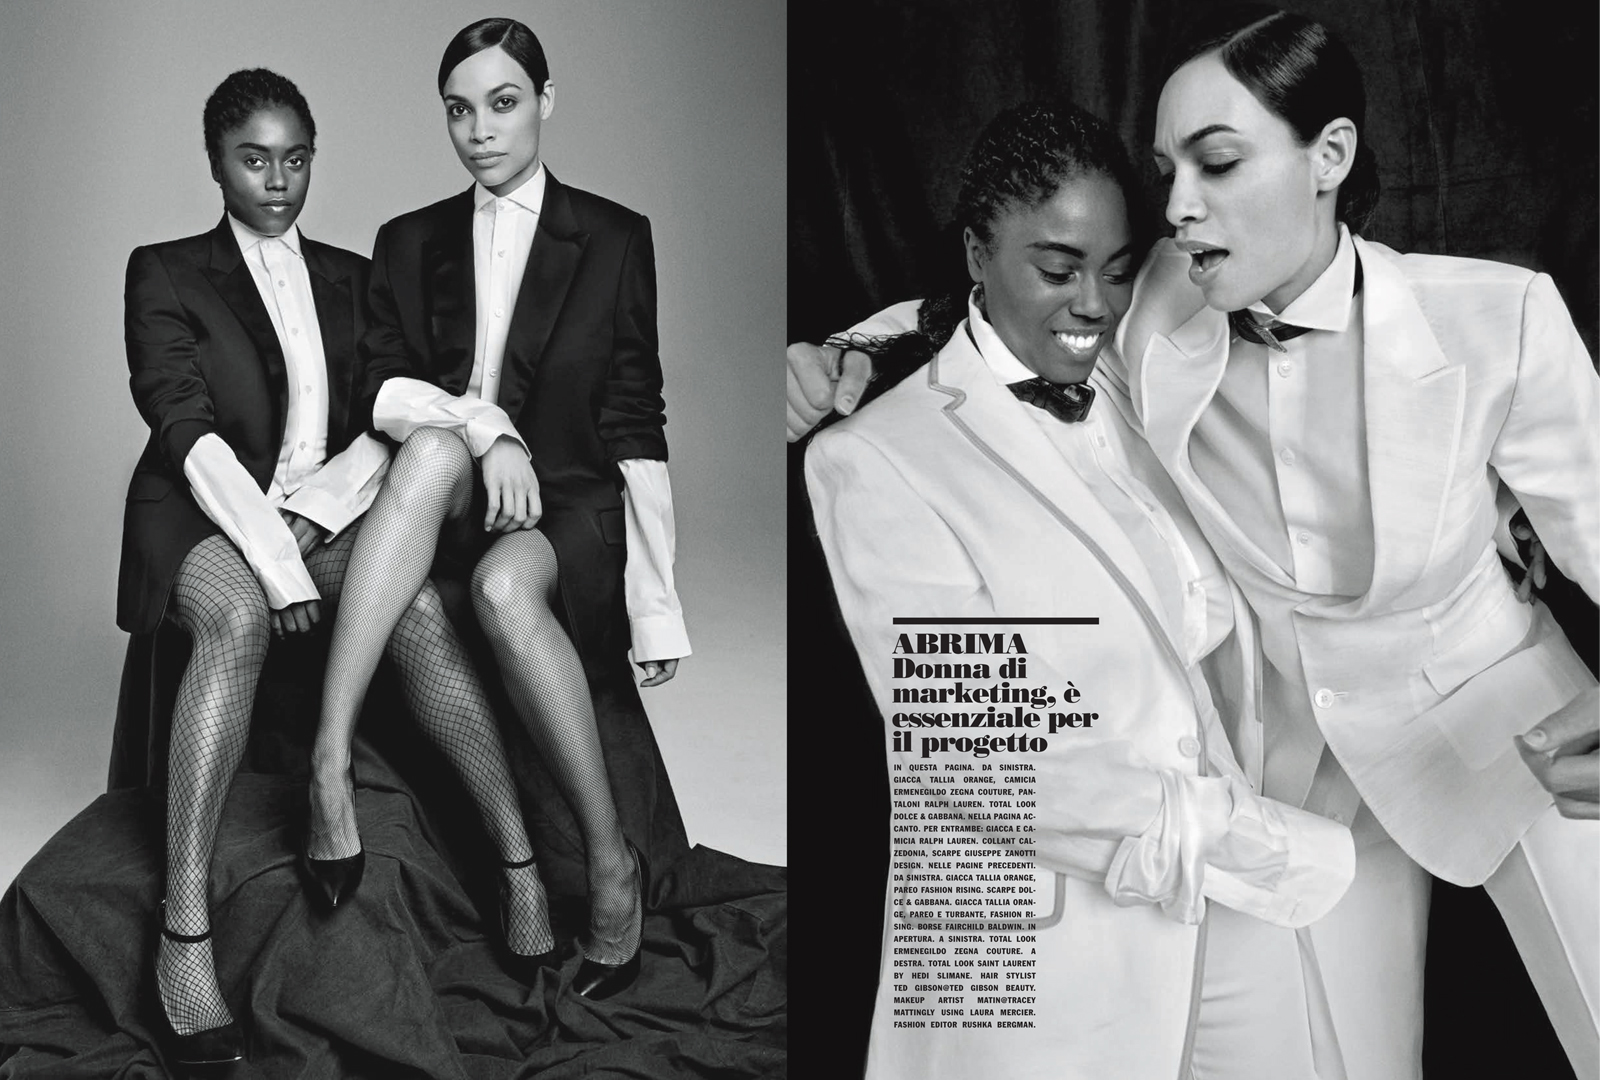 ABRIMA
Donna di
marketing, è
essenziale per
il progetto
IN QUESTA PAGINA. DA SINISTRA.
GIACCA TALLIA ORANGE, CAMICIA
ERMENEGILDO ZEGNA COUTURE, PAN-
TALONI RALPH LAUREN. TOTAL LOOK
DOLCE & GABBANA. NELLA PAGINA AC-
CANTO. PER ENTRAMBE: GIACCA E CA-
MICIA RALPH LAUREN. COLLANT CAL-
ZEDONIA, SCARPE GIUSEPPE ZANOTTI
DESIGN. NELLE PAGINE PRECEDENTI.
DA SINISTRA. GIACCA TALLIA ORANGE,
PAREO FASHION RISING. SCARPE DOL-
CE & GABBANA. GIACCA TALLIA ORAN-
GE, PAREO E TURBANTE, FASHION RI-
SING. BORSE FAIRCHILD BALDWIN. IN
APERTURA. A SINISTRA. TOTAL LOOK
ERMENEGILDO ZEGNA COUTURE. A
DESTRA. TOTAL LOOK SAINT LAURENT
BY HEDI SLIMANE. HAIR STYLIST
TED GIBSON@TED GIBSON BEAUTY.
MAKEUP ARTIST MATIN@TRACEY
MATTINGLY USING LAURA MERCIER.
FASHION EDITOR RUSHKA BERGMAN.